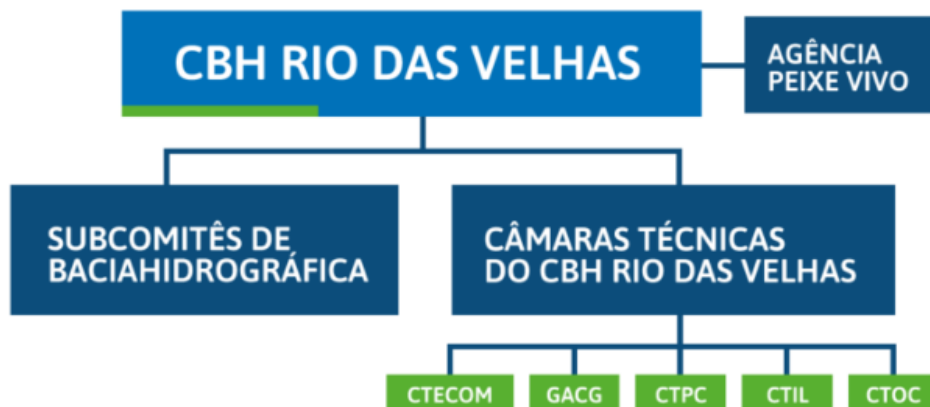 CBH RIO DAS VELHAS
AGÊNCIA
PEIXE VIVO
SUBCOMITÊS DE
BACIAHIDROGRÁFICA
CÂMARAS TÉCNICAS
DO CBH RIO DAS VELHAS
CTECOM
GACG
CTPC
CTIL
CTOC